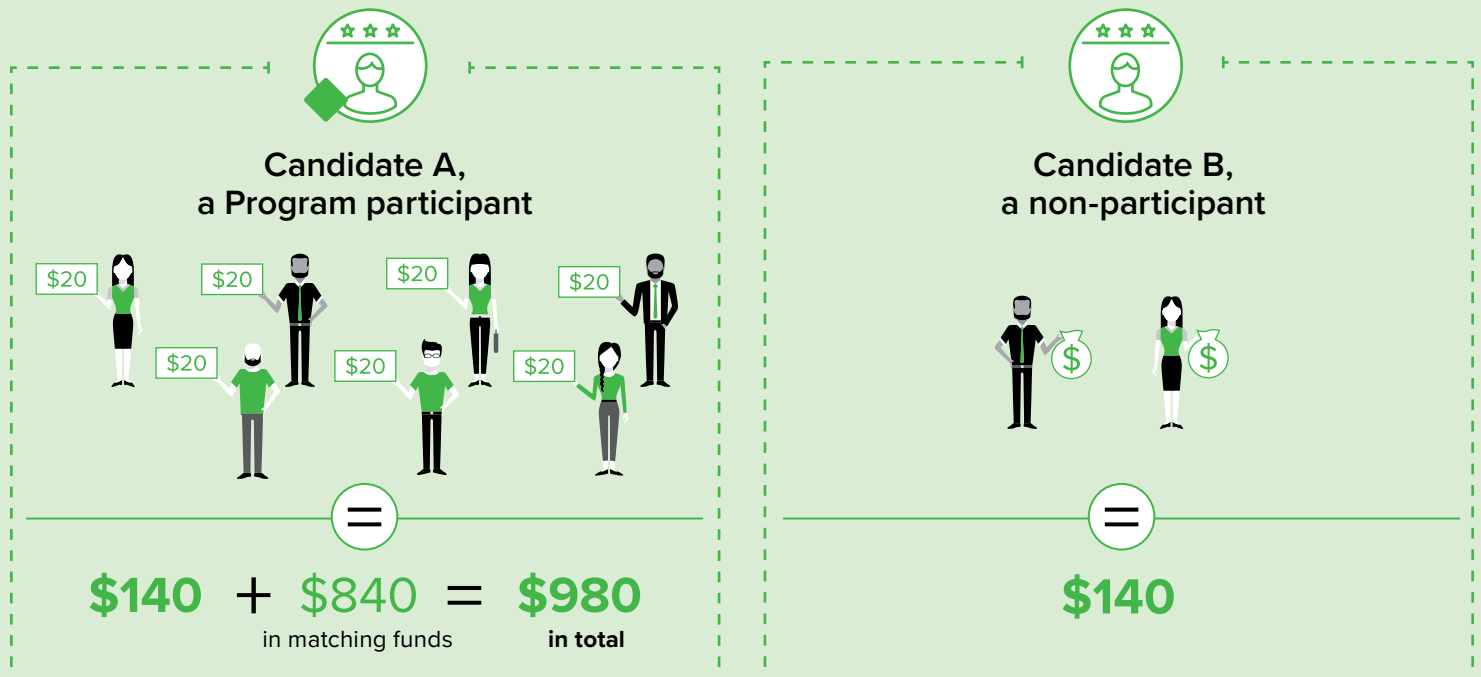 Candidate A,
a Program participant
$20
$20
$20
$20
$20
$20
$20
=
$140 + $840 = $980
in matching funds
in total
Candidate B,
a non-participant
$
$
=
$140